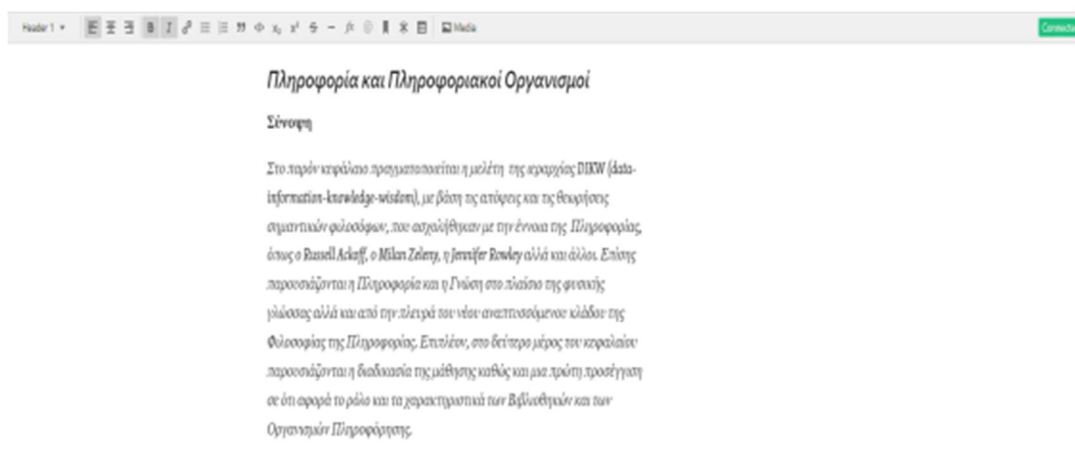 Header 1 B I x₂ x² S fx Media Connecte
Πληροφορία και Πληροφοριακοί Οργανισμοί
Σύνοψη
Στο παρόν κεφάλαιο πραγματοποιείται η μελέτη της ιεραρχίας DIKW (data-
information-knowledge-wisdom), με βάση τις απόψεις και τις θεωρήσεις
σημαντικών φιλοσόφων, που ασχολήθηκαν με την έννοια της Πληροφορίας,
όπως ο Russell Ackoff, ο Milan Zeleny, η Jennifer Rowley αλλά και άλλοι. Επίσης
παρουσιάζονται η Πληροφορία και η Γνώση στο πλαίσιο της φυσικής
γλώσσας αλλά και από την πλευρά του νέου αναπτυσσόμενου κλάδου της
Φιλοσοφίας της Πληροφορίας. Επιπλέον, στο δεύτερο μέρος του κεφαλαίου
παρουσιάζονται η διαδικασία της μάθησης καθώς και μια πρώτη προσέγγιση
σε ότι αφορά το ρόλο και τα χαρακτηριστικά των Βιβλιοθηκών και των
Οργανισμών Πληροφόρησης.